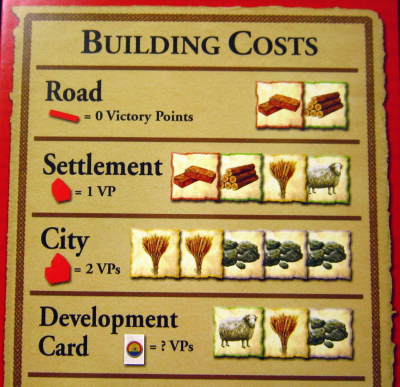 BUILDING COSTS
Road
= 0 Victory Points
Settlement
= 1 VP
City
= 2 VPs
Development
Card = ? VPs